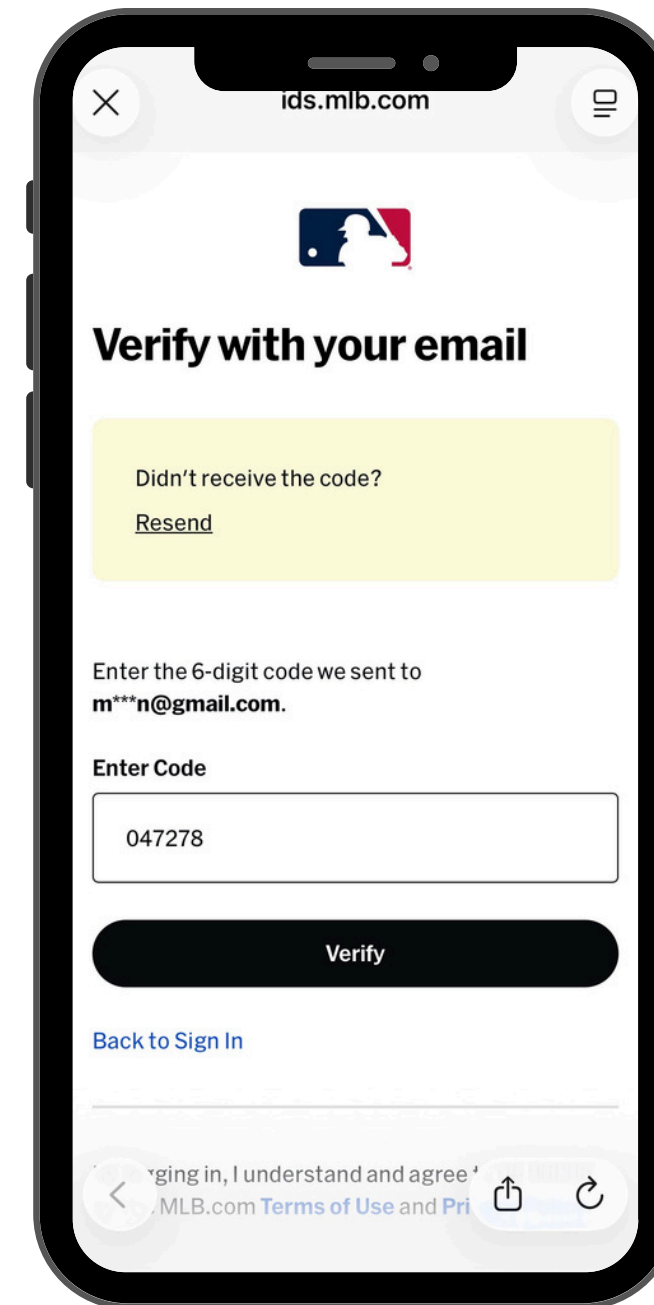 ids.mlb.com
Verify with your email
Didn't receive the code?
Resend
Enter the 6-digit code we sent to
m***n@gmail.com.
Enter Code
047278
Verify
Back to Sign In
in, I understand and agree
MLB.com Terms of Use and